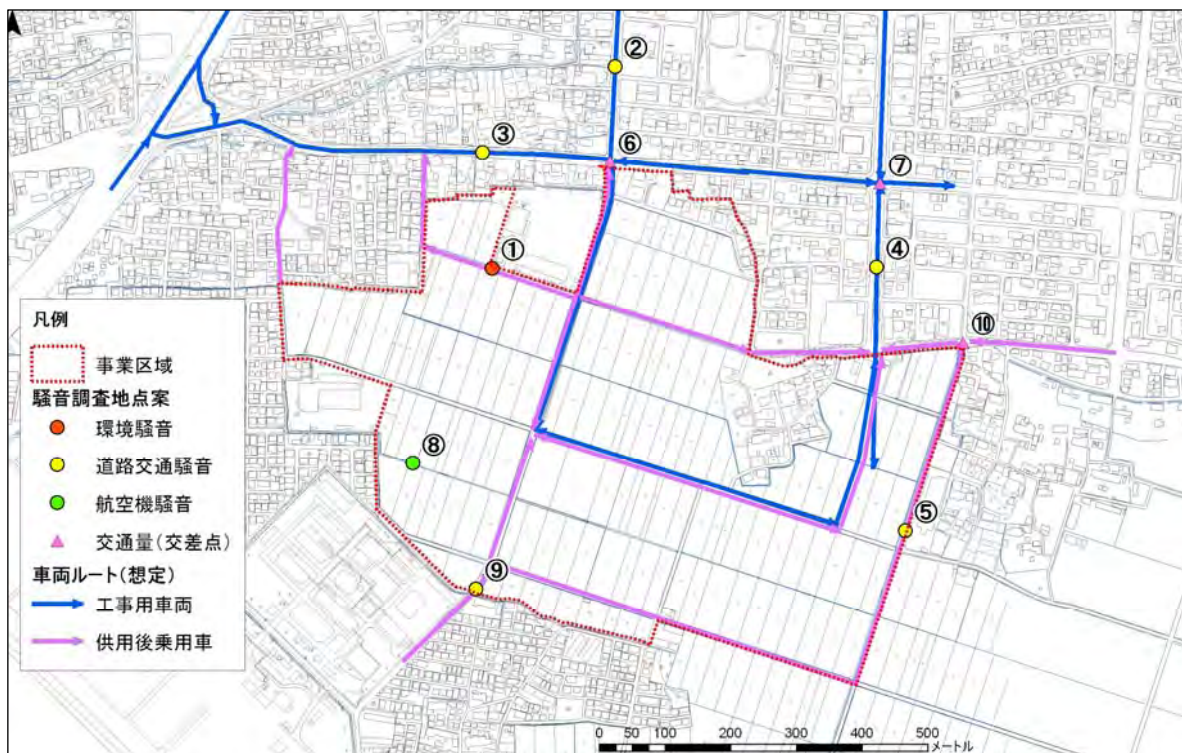 ②
③
⑥
⑦
①
④
⑩
⑧
⑤
⑨
凡例
事業区域
騒音調査地点案
環境騒音
道路交通騒音
航空機騒音
交通量(交差点)
車両ルート(想定)
工事用車両
供用後乗用車
0 50 100 200 300 400 500
メートル